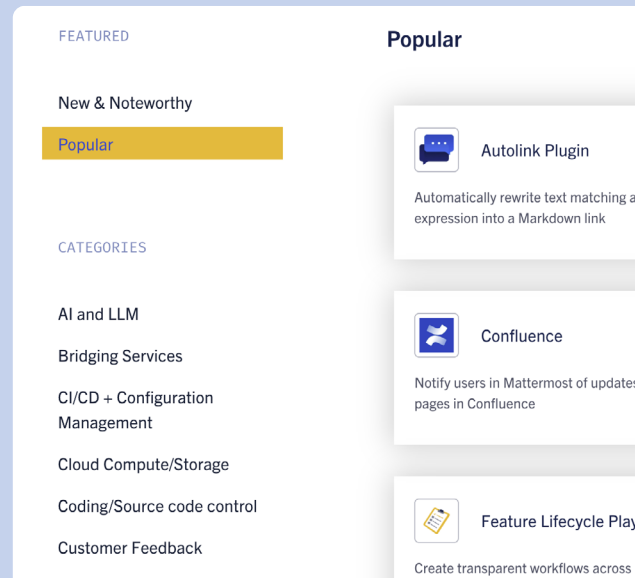 FEATURED
New & Noteworthy
Popular
CATEGORIES
AI and LLM
Bridging Services
CI/CD + Configuration
Management
Cloud Compute/Storage
Coding/Source code control
Customer Feedback
Popular
Autolink Plugin
Automatically rewrite text matching a
expression into a Markdown link
Confluence
Notify users in Mattermost of updates
pages in Confluence
Feature Lifecycle
Create transparent workflows across